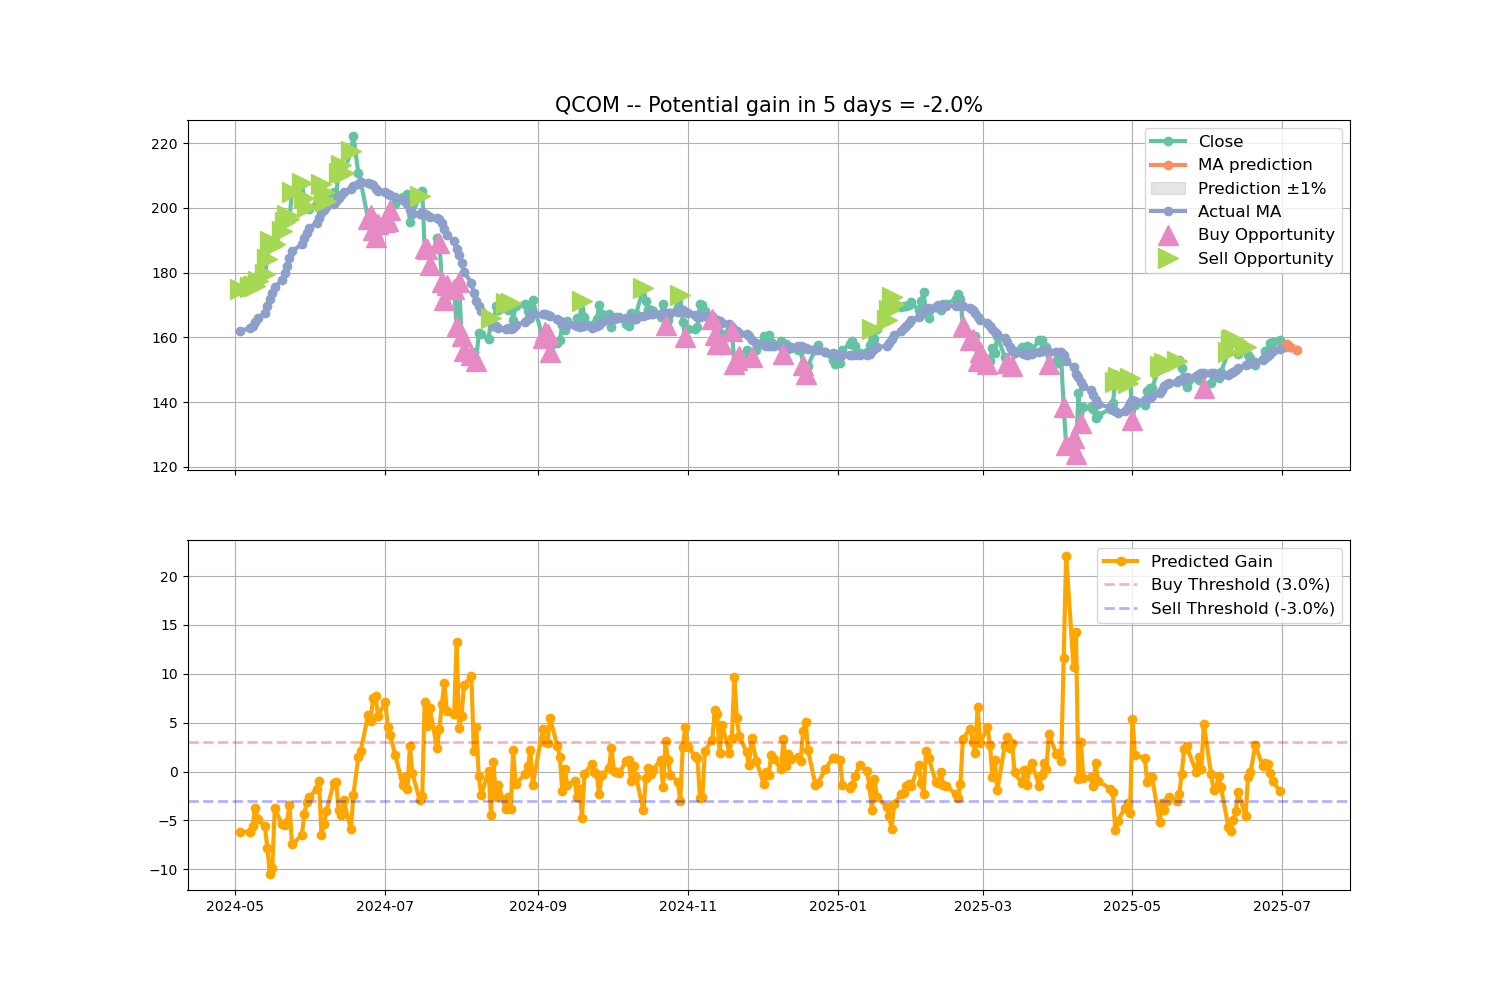 QCOM -- Potential gain in 5 days = -2.0%
220
200
180
160
140
120
Close
MA prediction
Prediction ±1%
Actual MA
Buy Opportunity
Sell Opportunity
20
15
10
5
0
−5
−10
Predicted Gain
Buy Threshold (3.0%)
Sell Threshold (-3.0%)
2024-05 2024-07 2024-09 2024-11 2025-01 2025-03 2025-05 2025-07